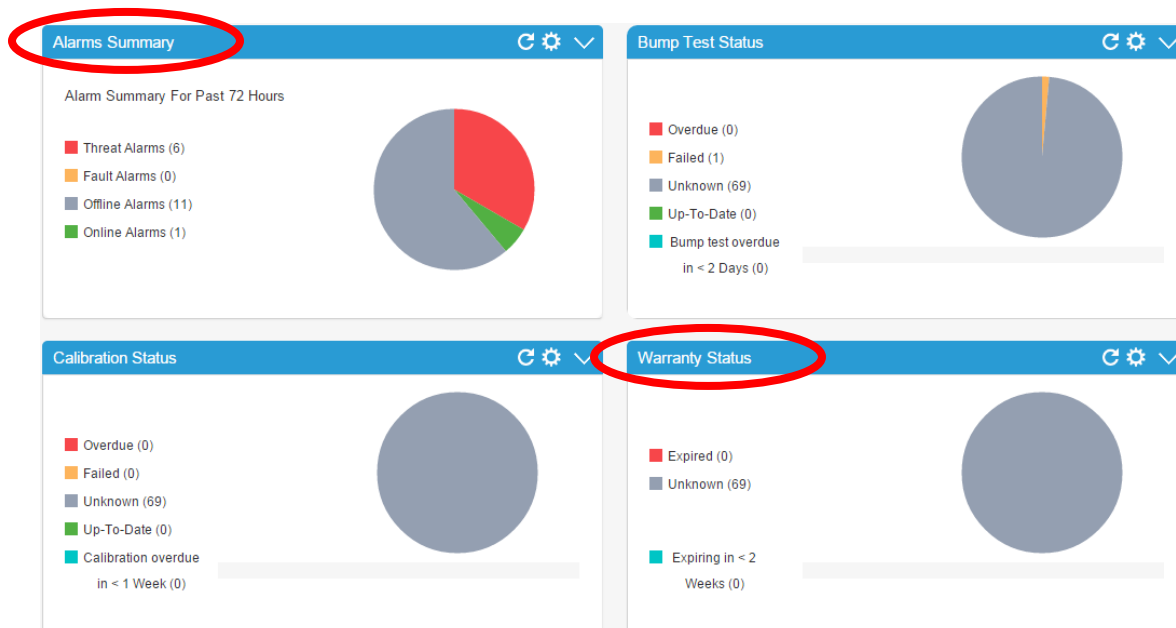 Alarms Summary
Alarm Summary For Past 72 Hours
Threat Alarms (6)
Fault Alarms (0)
Offline Alarms (11)
Online Alarms (1)
Bump Test Status
Overdue (0)
Failed (1)
Unknown (69)
Up-To-Date (0)
Bump test overdue
in < 2 Days (0)
Calibration Status
Overdue (0)
Failed (0)
Unknown (69)
Up-To-Date (0)
Calibration overdue
in < 1 Week (0)
Warranty Status
Expired (0)
Unknown (69)
Expiring in < 2
Weeks (0)